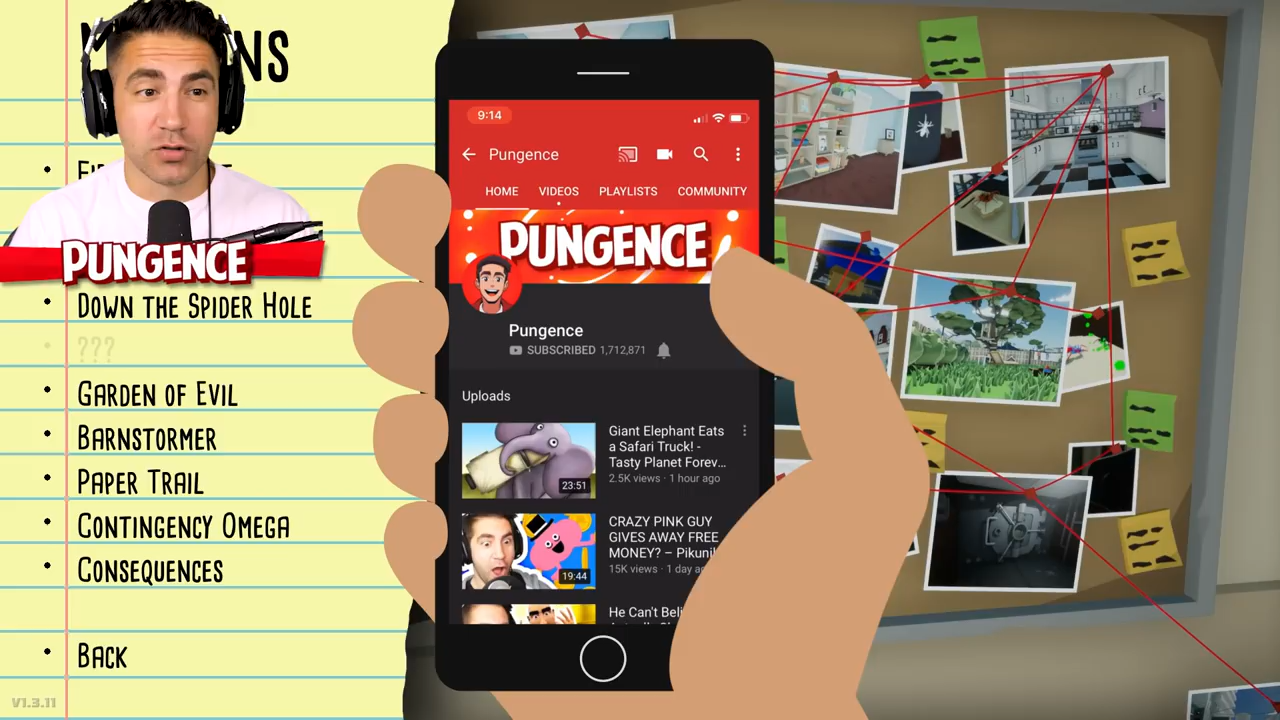 NS
PUNGENCE
DOWN THE SPIDER HOLE
???
GARDEN OF EVIL
BARNSTORMER
PAPER TRAIL
CONTINGENCY OMEGA
CONSEQUENCES
BACK
V1.3.11
9:14
Pungence
HOME VIDEOS PLAYLISTS COMMUNITY
PUNGENCE
Pungence
SUBSCRIBED 1,712,871
Uploads
Giant Elephant Eats
a Safari Truck! -
Tasty Planet Forev...
2.5K views · 1 hour ago
23:51
CRAZY PINK GUY
GIVES AWAY FREE
MONEY? – Pikuni
15K views · 1 day
19:44
He Can't Beli